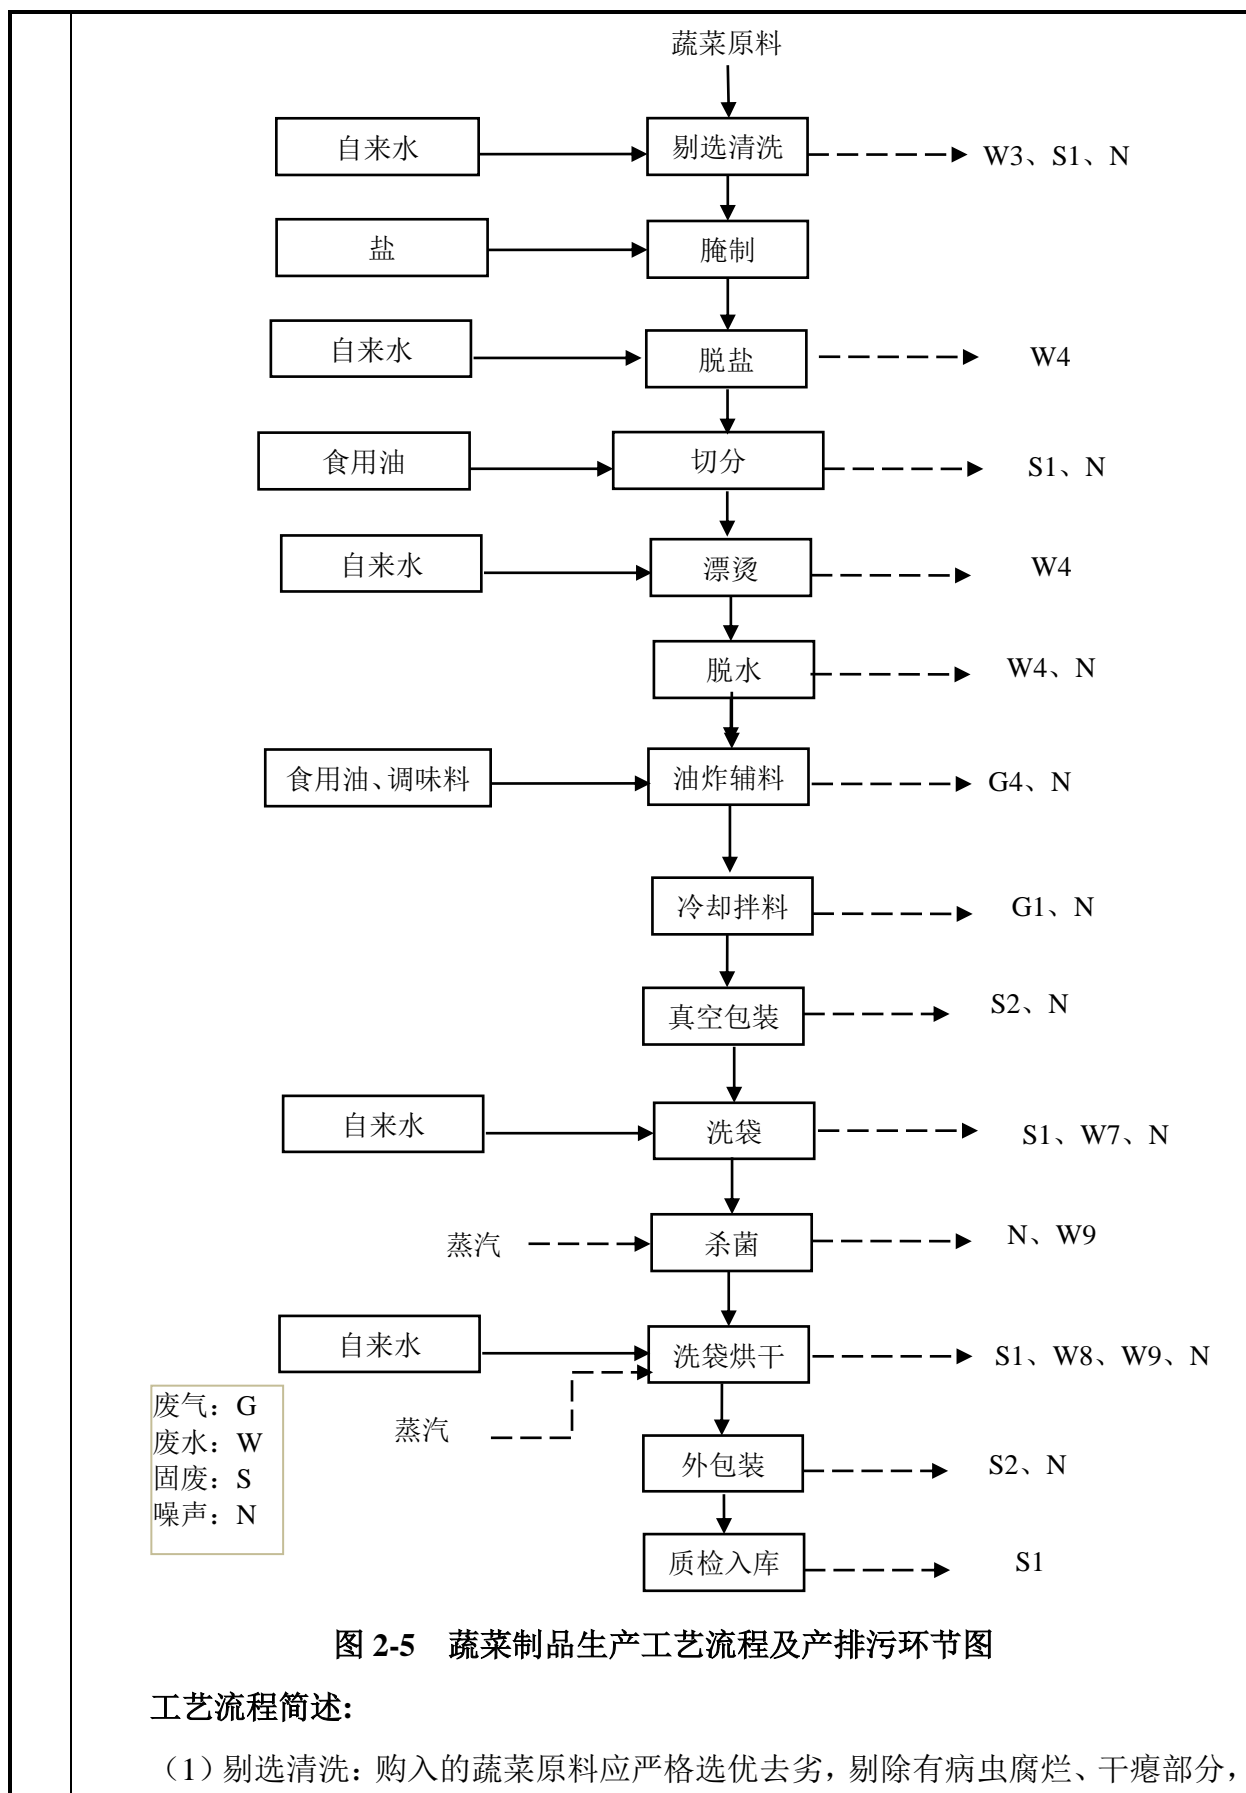 蔬菜原料
自来水
剔选清洗
W3、S1、N
盐
腌制
自来水
脱盐
W4
食用油
切分
S1、N
自来水
漂烫
W4
脱水
W4、N
食用油、调味料
油炸辅料
G4、N
冷却拌料
G1、N
真空包装
S2、N
自来水
洗袋
S1、W7、N
蒸汽
杀菌
N、W9
自来水
洗袋烘干
S1、W8、W9、N
蒸汽
废气：G
废水：W
固废：S
噪声：N
外包装
S2、N
质检入库
S1
图 2-5 蔬菜制品生产工艺流程及产排污环节图
工艺流程简述:
（1）剔选清洗：购入的蔬菜原料应严格选优去劣，剔除有病虫腐烂、干瘪部分，